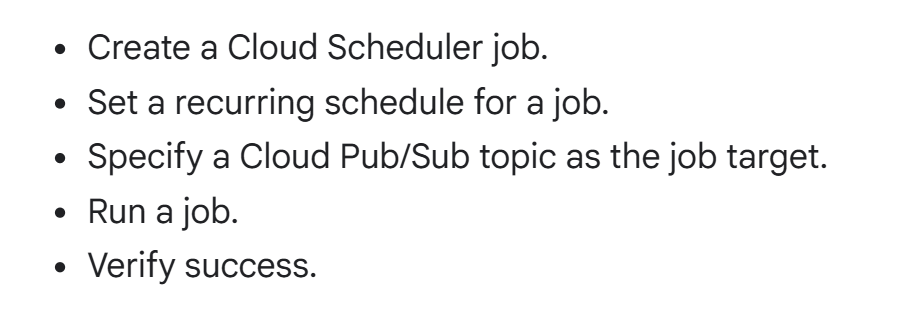 • Create a Cloud Scheduler job.
• Set a recurring schedule for a job.
• Specify a Cloud Pub/Sub topic as the job target.
• Run a job.
• Verify success.